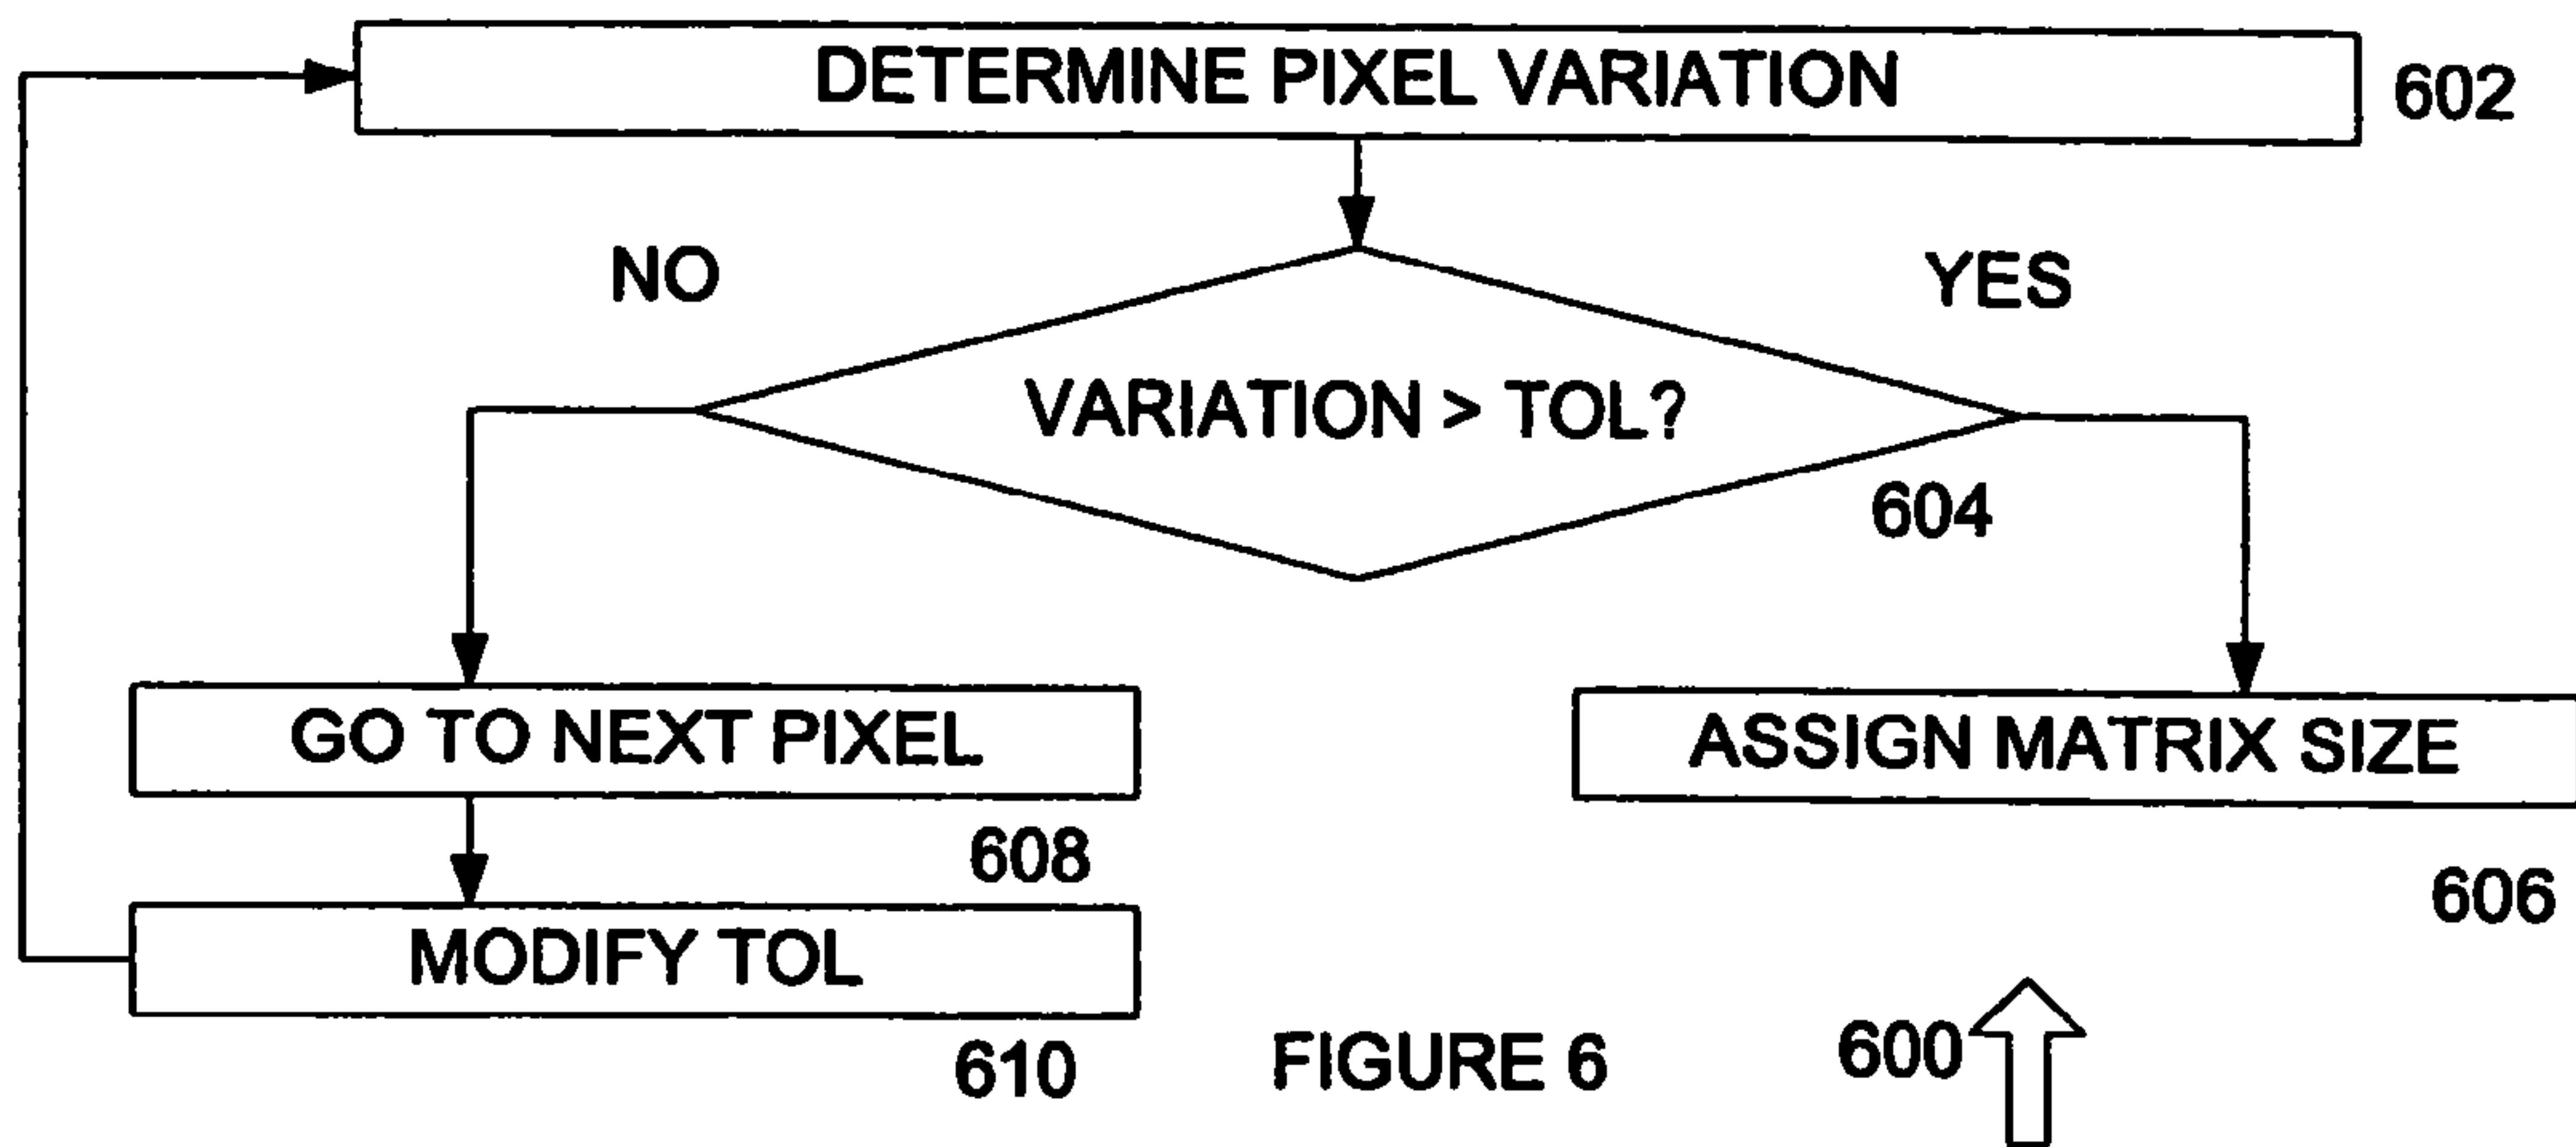 DETERMINE PIXEL VARIATION
602
NO
YES
VARIATION > TOL?
604
GO TO NEXT PIXEL
ASSIGN MATRIX SIZE
608
606
MODIFY TOL
610
FIGURE 6
600